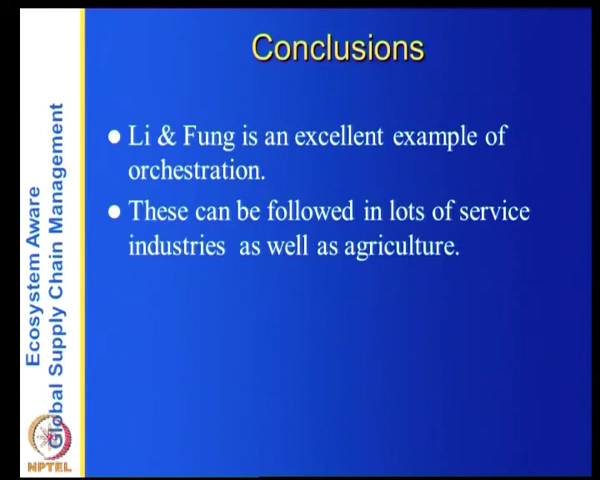 Conclusions
Li & Fung is an excellent example of
orchestration.
These can be followed in lots of service
industries as well as agriculture.
Ecosystem Aware
Global Supply Chain Management
NPTEL